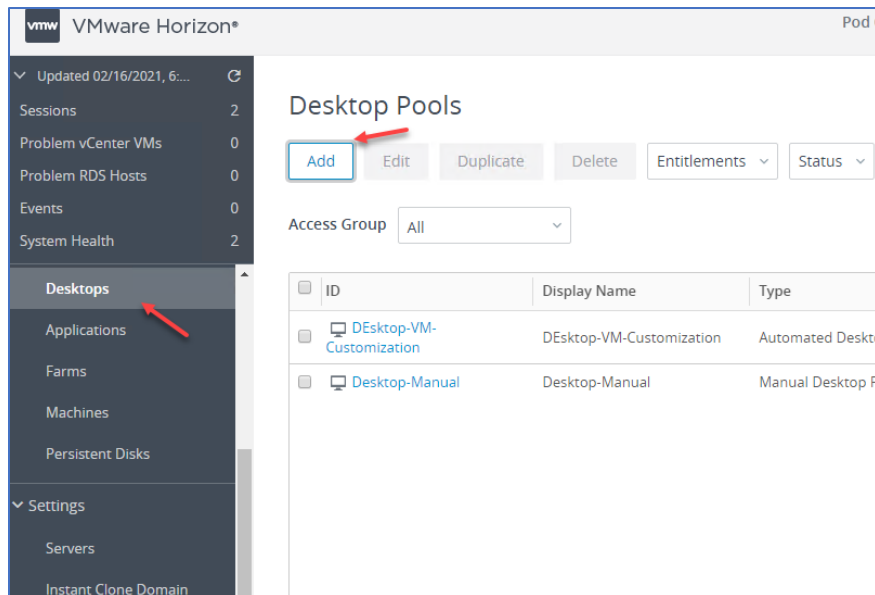 vmw VMware Horizon®
Pod
Updated 02/16/2021, 6:...
Sessions 2
Problem vCenter VMs 0
Problem RDS Hosts 0
Events 0
System Health 2
Desktops
Applications
Farms
Machines
Persistent Disks
Settings
Servers
Instant Clone Domain
Desktop Pools
Add Edit Duplicate Delete Entitlements Status
Access Group All
ID Display Name Type
DEsktop-VM-
Customization DEsktop-VM-Customization Automated Deskt
Desktop-Manual Desktop-Manual Manual Desktop